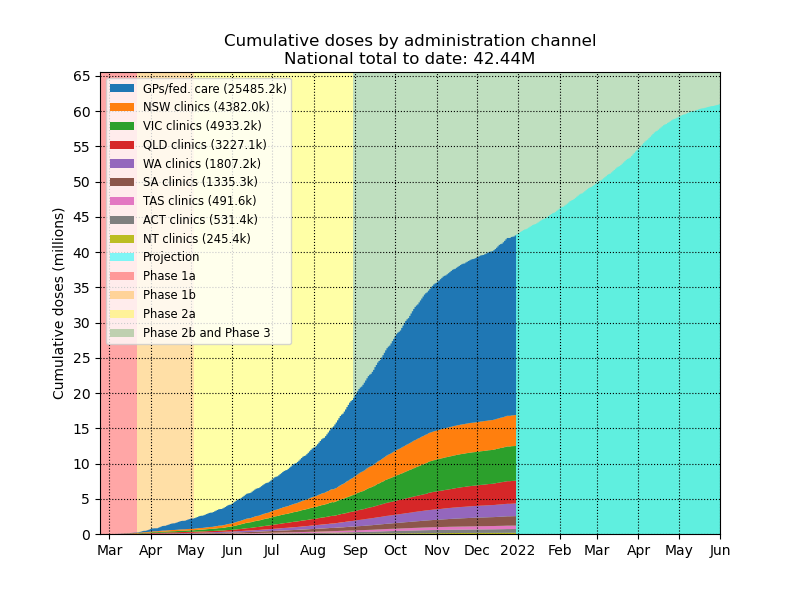 Cumulative doses by administration channel
National total to date: 42.44M
Cumulative doses (millions)
65
60
55
50
45
40
35
30
25
20
15
10
5
0
GPs/fed. care (25485.2k)
NSW clinics (4382.0k)
VIC clinics (4933.2k)
QLD clinics (3227.1k)
WA clinics (1807.2k)
SA clinics (1335.3k)
TAS clinics (491.6k)
ACT clinics (531.4k)
NT clinics (245.4k)
Projection
Phase 1a
Phase 1b
Phase 2a
Phase 2b and Phase 3
Mar Apr May Jun Jul Aug Sep Oct Nov Dec 2022 Feb Mar Apr May Jun